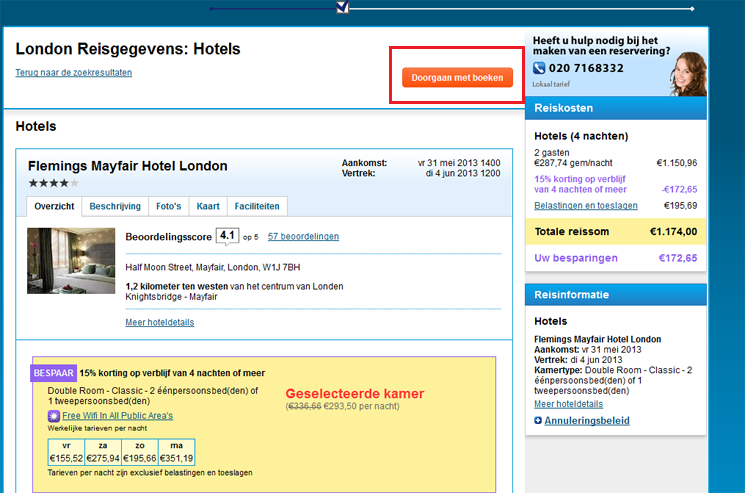 London Reisgegevens: Hotels
Terug naar de zoekresultaten
Doorgaan met boeken
Hotels
Flemings Mayfair Hotel London
Aankomst: vr 31 mei 2013 1400
Vertrek: di 4 jun 2013 1200
Overzicht Beschrijving Foto's Kaart Faciliteiten
Beoordelingsscore 4.1 op 5 57 beoordelingen
Half Moon Street, Mayfair, London, W1J 7BH
1,2 kilometer ten westen van het centrum van Londen
Knightsbridge - Mayfair
Meer hoteldetails
BESPAAR 15% korting op verblijf van 4 nachten of meer
Double Room - Classic - 2 éénpersoonsbed(den) of
1 tweepersoonsbed(den)
Free Wifi In All Public Area's
Werkelijke tarieven per nacht
vr za zo ma
€155,52 €275,94 €195,66 €351,19
Tarieven per nacht zijn exclusief belastingen en toeslagen
Geselecteerde kamer
(€336,66 €293,50 per nacht)
Heeft u hulp nodig bij het
maken van een reservering?
020 7168332
Lokaal tarief
Reiskosten
Hotels (4 nachten)
2 gasten
€287,74 gem/nacht €1.150,96
15% korting op verblijf
van 4 nachten of meer -€172,65
Belastingen en toeslagen €195,69
Totale reissom €1.174,00
Uw besparingen €172,65
Reisinformatie
Hotels
Flemings Mayfair Hotel London
Aankomst: vr 31 mei 2013
Vertrek: di 4 jun 2013
Kamertype: Double Room - Classic - 2
éénpersoonsbed(den) of 1
tweepersoonsbed(den)
Meer hoteldetails
Annuleringsbeleid